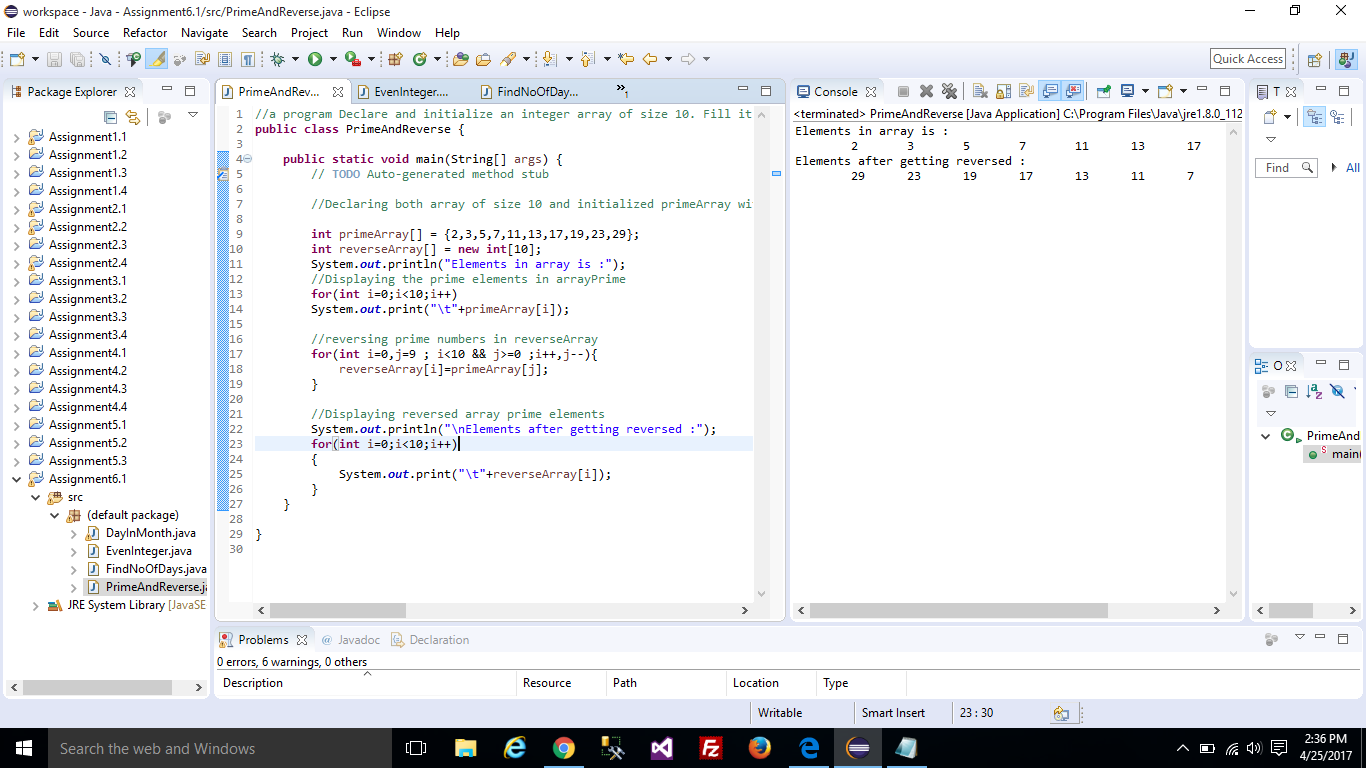 workspace - Java - Assignment6.1/src/PrimeAndReverse.java - Eclipse
File Edit Source Refactor Navigate Search Project Run Window Help
Quick Access
Package Explorer
Assignment1.1
Assignment1.2
Assignment1.3
Assignment1.4
Assignment2.1
Assignment2.2
Assignment2.3
Assignment2.4
Assignment3.1
Assignment3.2
Assignment3.3
Assignment3.4
Assignment4.1
Assignment4.2
Assignment4.3
Assignment4.4
Assignment5.1
Assignment5.2
Assignment5.3
Assignment6.1
src
(default package)
DayInMonth.java
EvenInteger.java
FindNoOfDays.java
PrimeAndReverse.ja
JRE System Library [JavaSE
PrimeAndRev... EvenInteger.... FindNoOfDay... »1
1 //a program Declare and initialize an integer array of size 10. Fill it
2 public class PrimeAndReverse {
3
4 public static void main(String[] args) {
5 // TODO Auto-generated method stub
6
7 //Declaring both array of size 10 and initialized primeArray wi
8
9 int primeArray[] = {2,3,5,7,11,13,17,19,23,29};
10 int reverseArray[] = new int[10];
11 System.out.println("Elements in array is :");
12 //Displaying the prime elements in arrayPrime
13 for(int i=0;i<10;i++)
14 System.out.print("\t"+primeArray[i]);
15
16 //reversing prime numbers in reverseArray
17 for(int i=0,j=9 ; i<10 && j>=0 ;i++,j--){
18 reverseArray[i]=primeArray[j];
19 }
20
21 //Displaying reversed array prime elements
22 System.out.println("\nElements after getting reversed :");
23 for(int i=0;i<10;i++)
24 {
25 System.out.print("\t"+reverseArray[i]);
26 }
27 }
28
29 }
30
Console
<terminated> PrimeAndReverse [Java Application] C:\Program Files\Java\jre1.8.0_112
Elements in array is :
2 3 5 7 11 13 17
Elements after getting reversed :
29 23 19 17 13 11 7
T
Find All
O
PrimeAnd
main(
Problems @ Javadoc Declaration
0 errors, 6 warnings, 0 others
Description Resource Path Location Type
Writable Smart Insert 23 : 30
Search the web and Windows
2:36 PM
4/25/2017